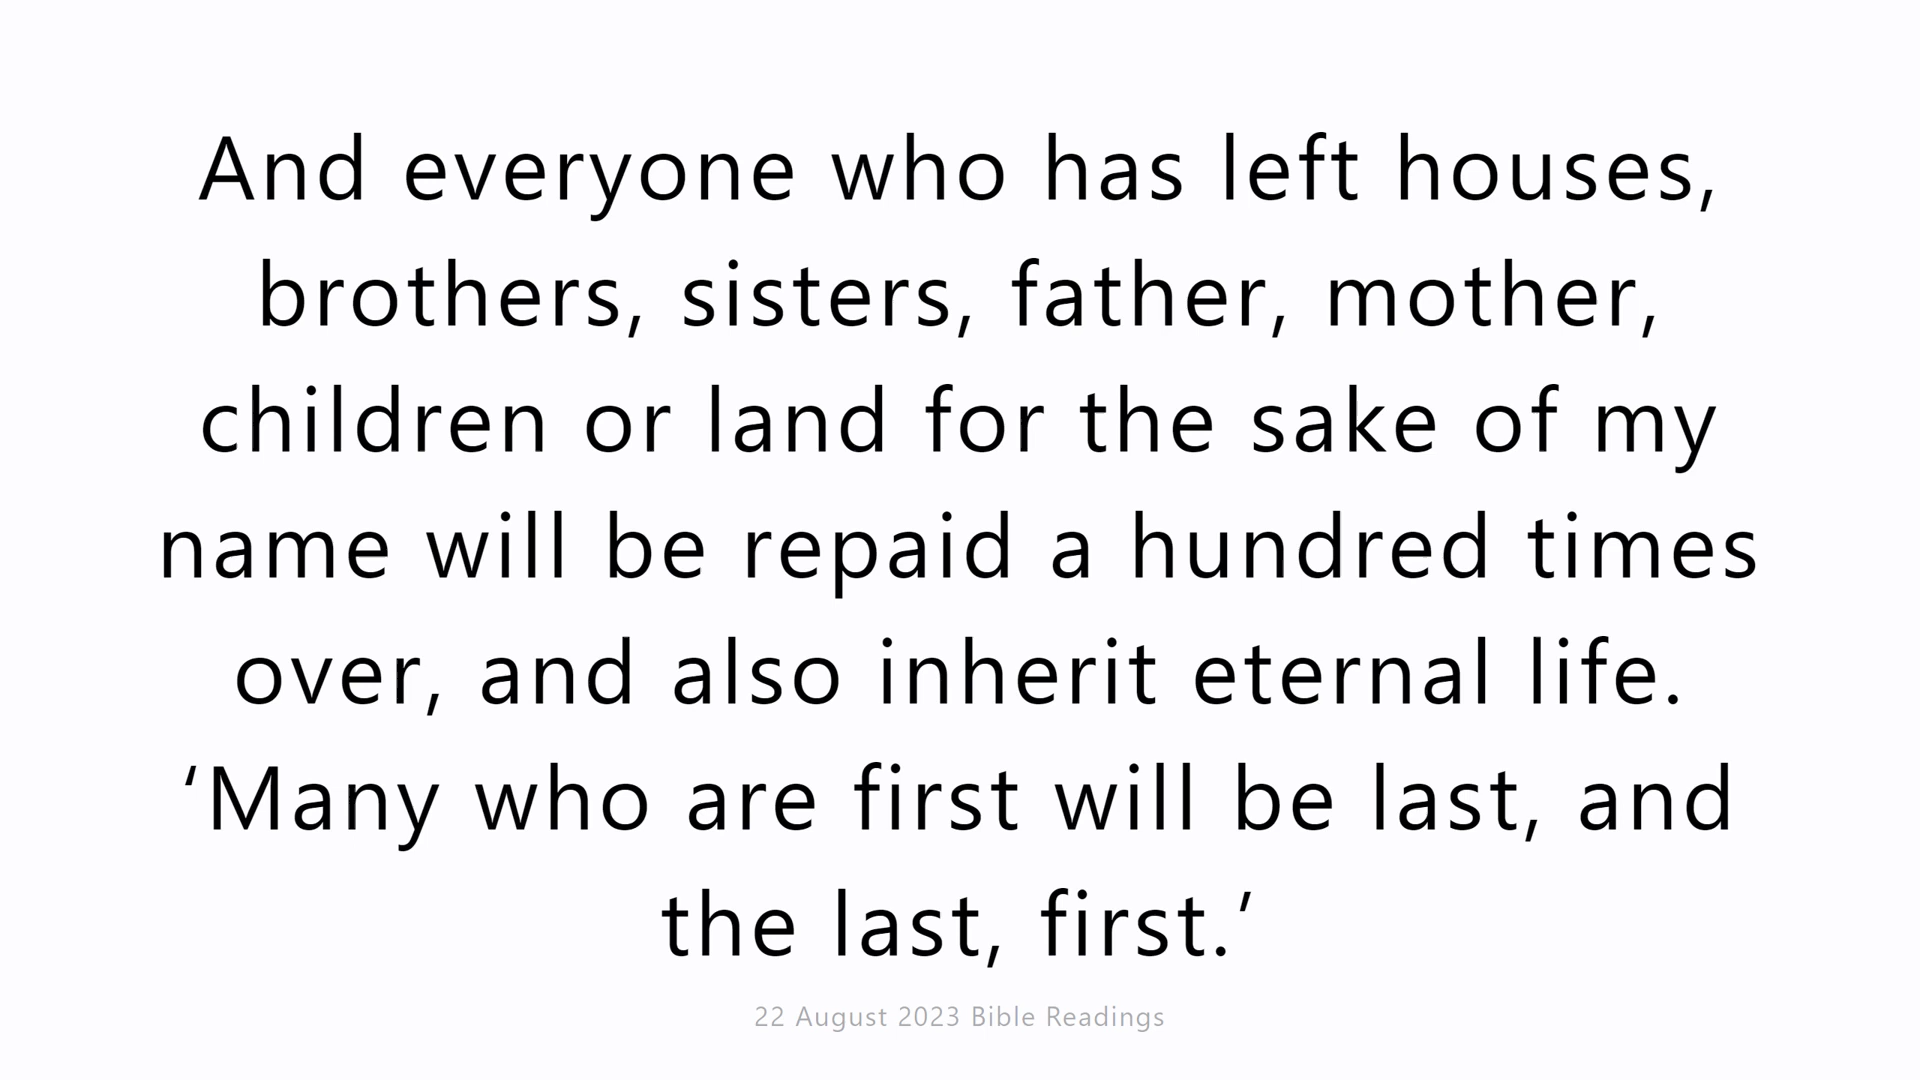 And everyone who has left houses,
brothers, sisters, father, mother,
children or land for the sake of my
name will be repaid a hundred times
over, and also inherit eternal life.
‘Many who are first will be last, and
the last, first.’
22 August 2023 Bible Readings